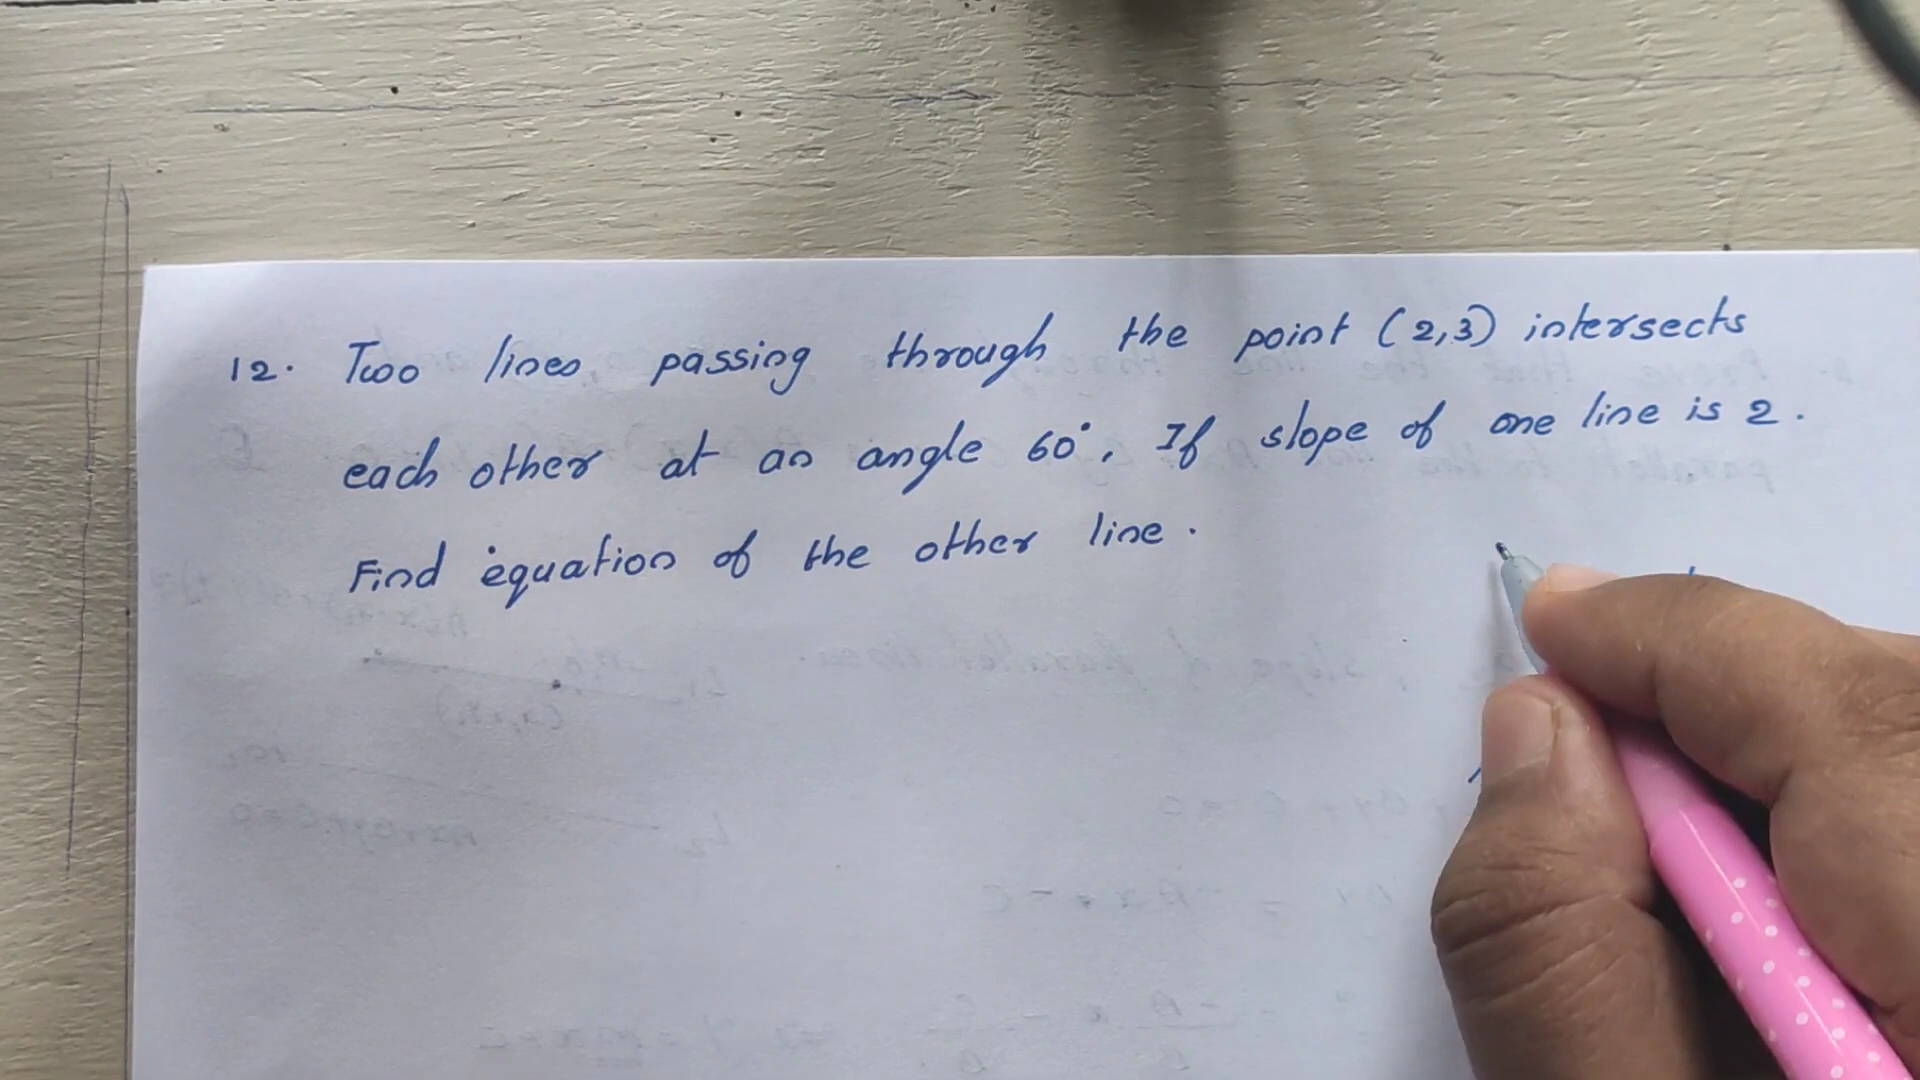 12. Two lines passing through the point (2,3) intersects
each other at an angle 60°. If slope of one line is 2.
Find equation of the other line.